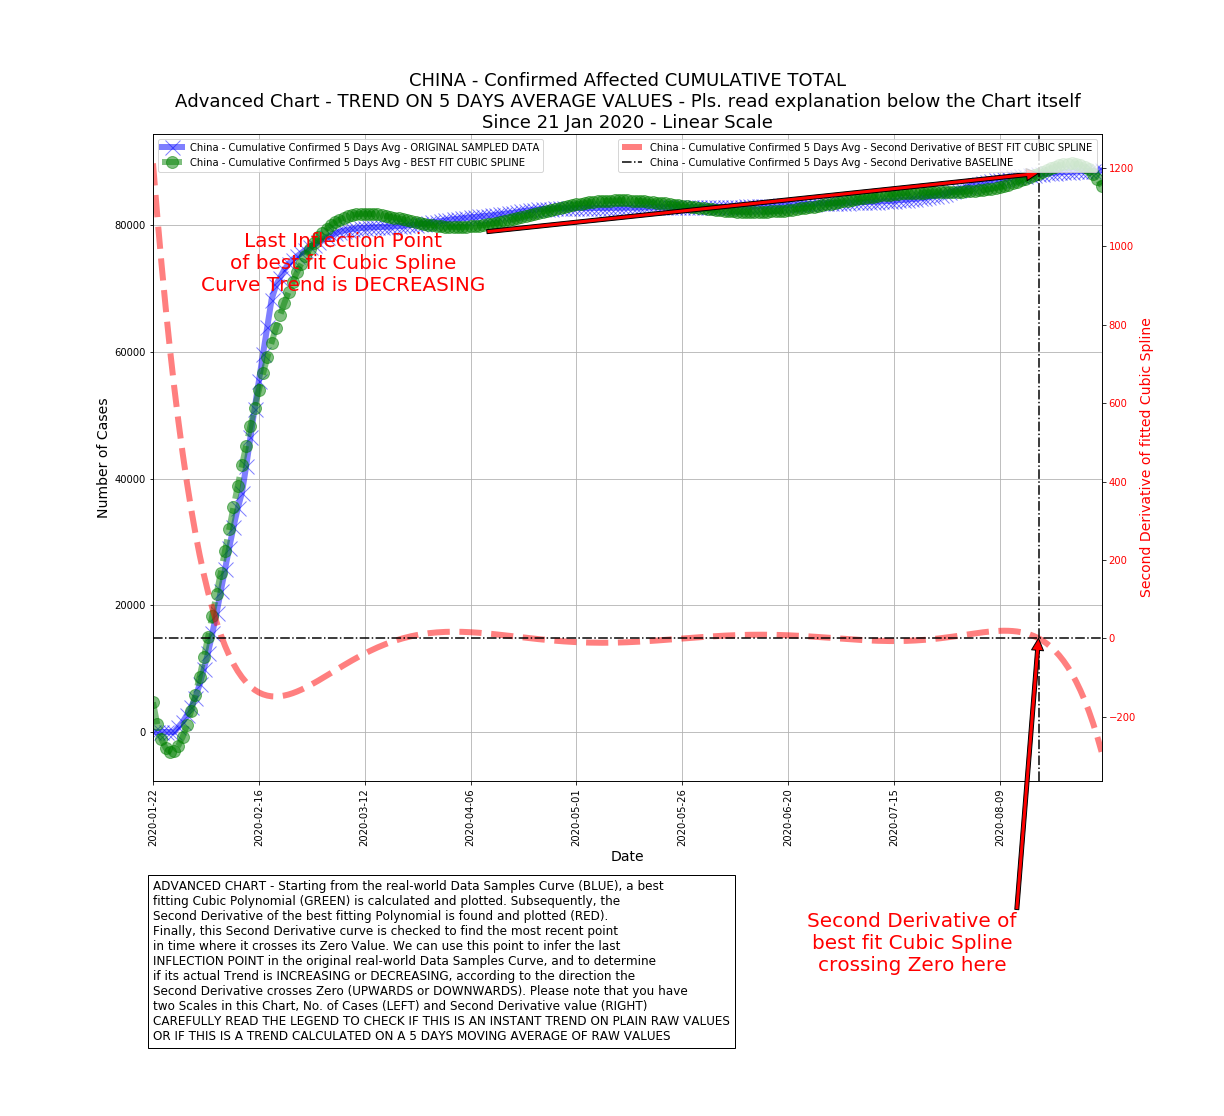 CHINA - Confirmed Affected CUMULATIVE TOTAL
Advanced Chart - TREND ON 5 DAYS AVERAGE VALUES - Pls. read explanation below the Chart itself
Since 21 Jan 2020 - Linear Scale
China - Cumulative Confirmed 5 Days Avg - ORIGINAL SAMPLED DATA
China - Cumulative Confirmed 5 Days Avg - BEST FIT CUBIC SPLINE
China - Cumulative Confirmed 5 Days Avg - Second Derivative of BEST FIT CUBIC SPLINE
China - Cumulative Confirmed 5 Days Avg - Second Derivative BASELINE
Last Inflection Point
of best fit Cubic Spline
Curve Trend is DECREASING
Number of Cases
80000
60000
40000
20000
0
1200
1000
800
600
400
200
0
−200
Second Derivative of fitted Cubic Spline
2020-01-22
2020-02-16
2020-03-12
2020-04-06
2020-05-01
2020-05-26
2020-06-20
2020-07-15
2020-08-09
Date
ADVANCED CHART - Starting from the real-world Data Samples Curve (BLUE), a best
fitting Cubic Polynomial (GREEN) is calculated and plotted. Subsequently, the
Second Derivative of the best fitting Polynomial is found and plotted (RED).
Finally, this Second Derivative curve is checked to find the most recent point
in time where it crosses its Zero Value. We can use this point to infer the last
INFLECTION POINT in the original real-world Data Samples Curve, and to determine
if its actual Trend is INCREASING or DECREASING, according to the direction the
Second Derivative crosses Zero (UPWARDS or DOWNWARDS). Please note that you have
two Scales in this Chart, No. of Cases (LEFT) and Second Derivative value (RIGHT)
CAREFULLY READ THE LEGEND TO CHECK IF THIS IS AN INSTANT TREND ON PLAIN RAW VALUES
OR IF THIS IS A TREND CALCULATED ON A 5 DAYS MOVING AVERAGE OF RAW VALUES
Second Derivative of
best fit Cubic Spline
crossing Zero here